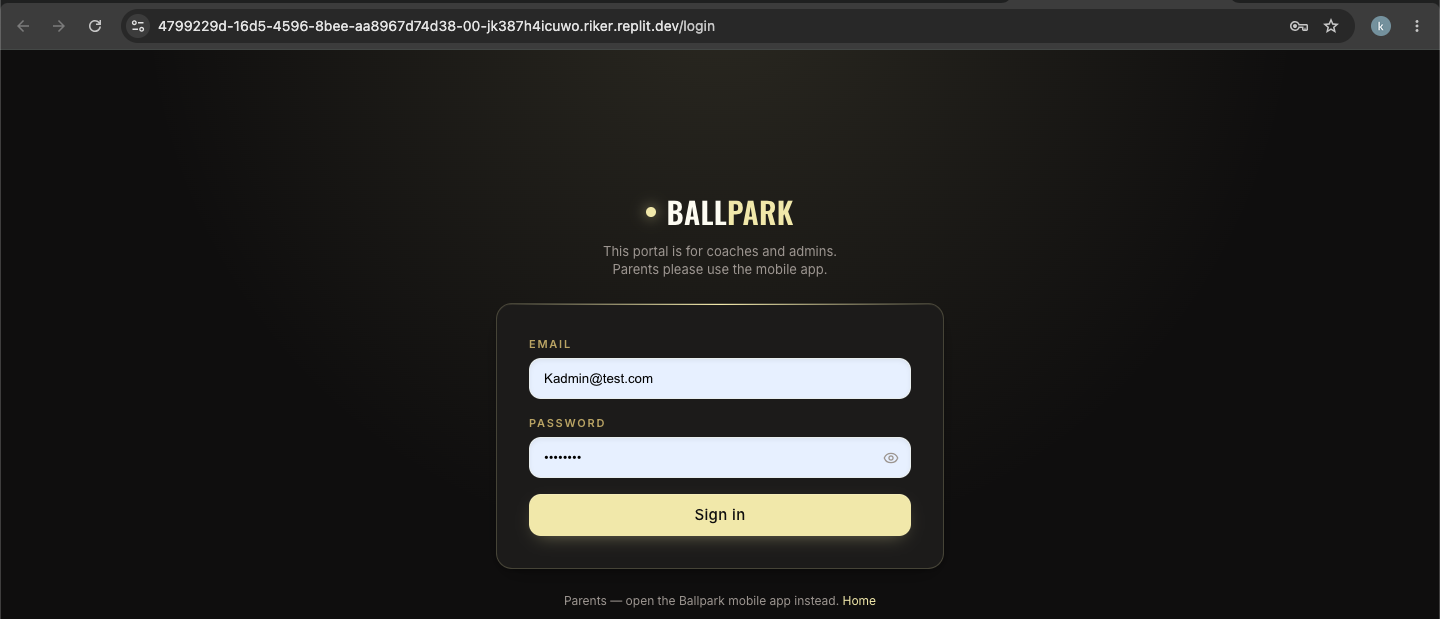 4799229d-16d5-4596-8bee-aa8967d74d38-00-jk387h4icuwo.riker.replit.dev/login
k
BALLPARK
This portal is for coaches and admins.
Parents please use the mobile app.
EMAIL
Kadmin@test.com
PASSWORD
••••••••
Sign in
Parents — open the Ballpark mobile app instead. Home